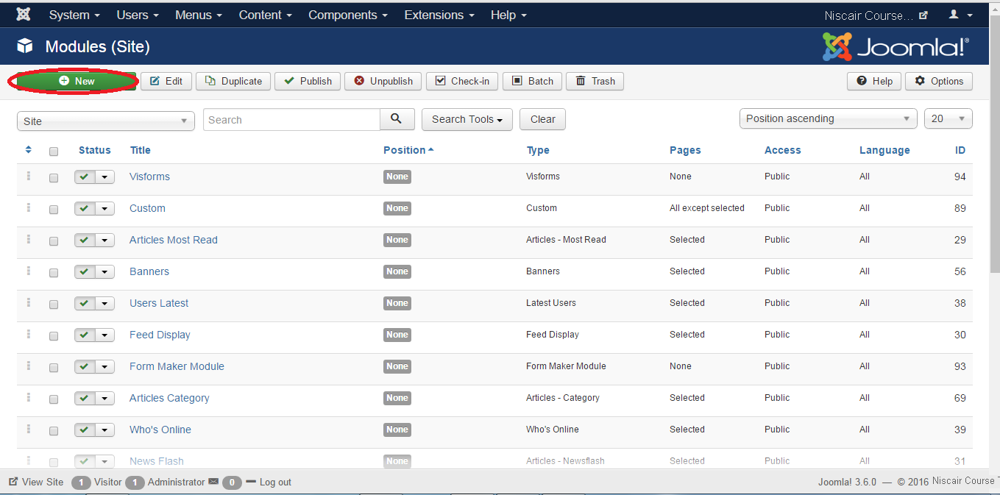 System Users Menus Content Components Extensions Help Niscair Course...
Modules (Site) Joomla!®
New Edit Duplicate Publish Unpublish Check-in Batch Trash Help Options
Site Search Search Tools Clear Position ascending 20
Status Title Position Type Pages Access Language ID
Visforms None Visforms None Public All 94
Custom None Custom All except selected Public All 89
Articles Most Read None Articles - Most Read Selected Public All 29
Banners None Banners Selected Public All 56
Users Latest None Latest Users Selected Public All 38
Feed Display None Feed Display Selected Public All 30
Form Maker Module None Form Maker Module None Public All 93
Articles Category None Articles - Category Selected Public All 69
Who's Online None Who's Online Selected Public All 39
News Flash None Articles - Newsflash Selected Public All 31
View Site 1 Visitor 1 Administrator 0 Log out Joomla! 3.6.0 — © 2016 Niscair Course